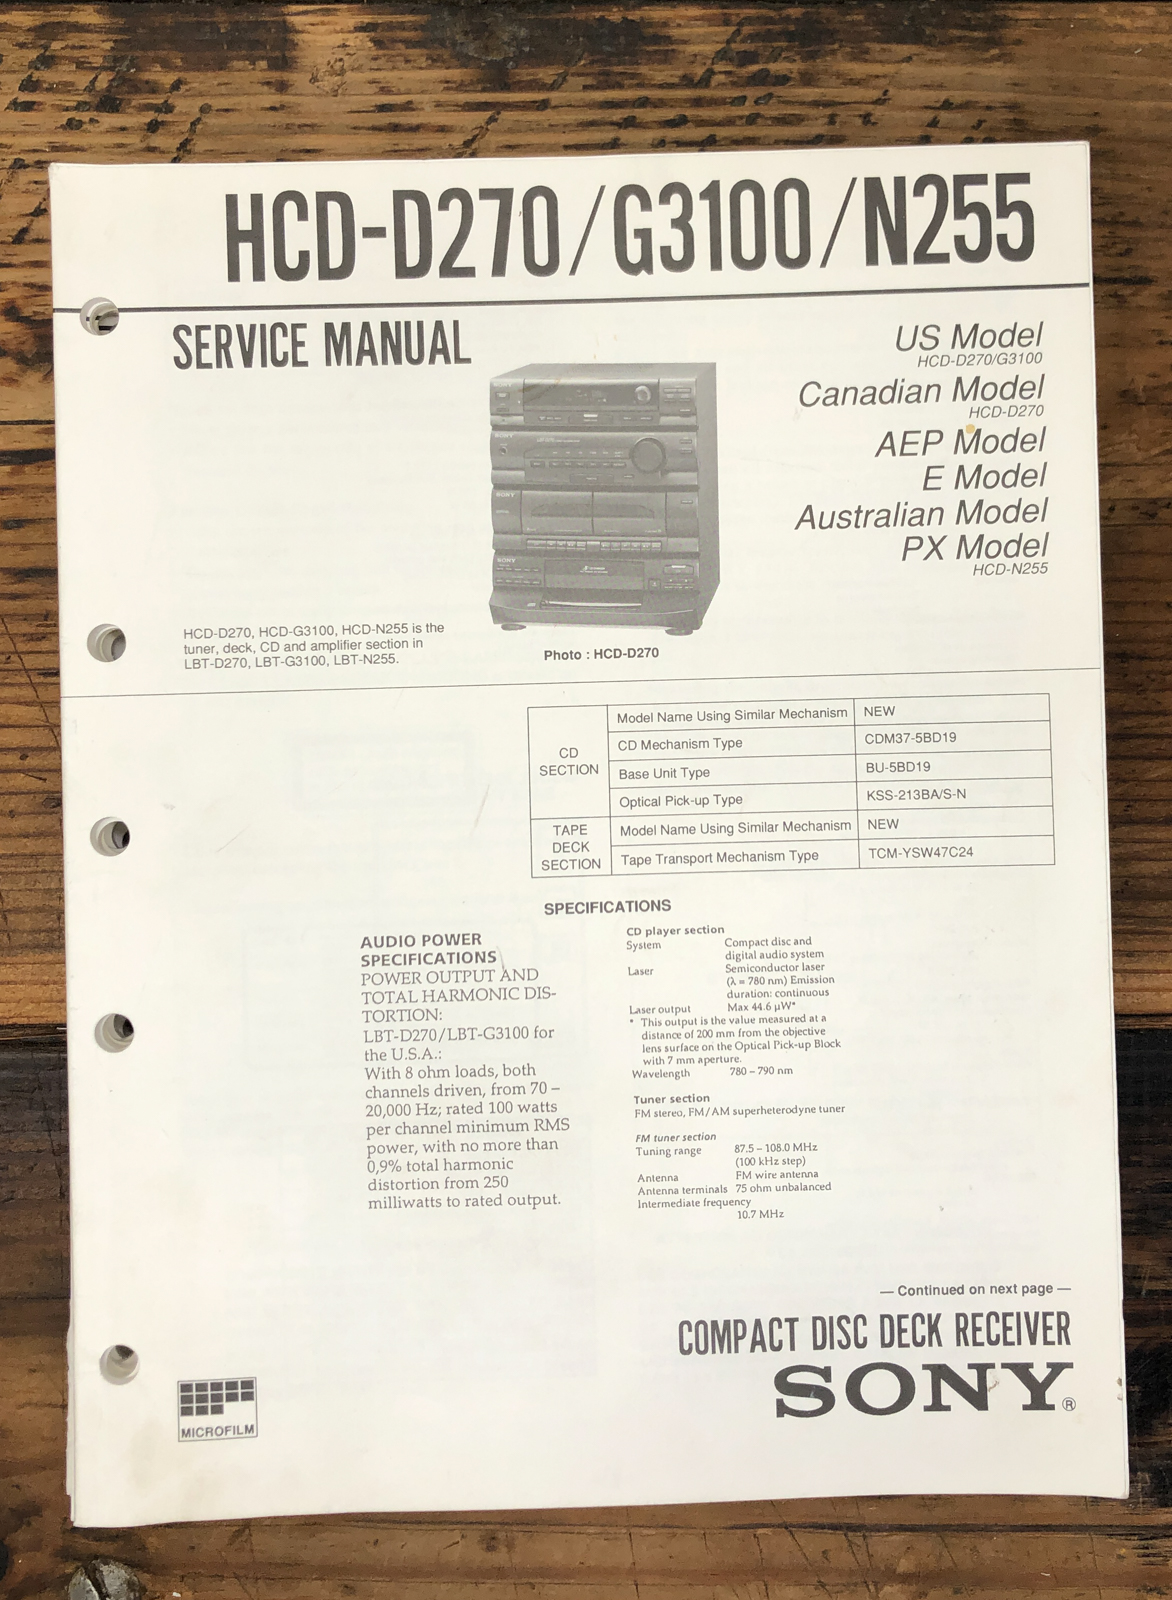 HCD-D270/G3100/N255
SERVICE MANUAL
US Model
HCD-D270/G3100
Canadian Model
HCD-D270
AEP Model
E Model
Australian Model
PX Model
HCD-N255
SONY
SONY
SONY
SONY
HCD-D270, HCD-G3100, HCD-N255 is the
tuner, deck, CD and amplifier section in
LBT-D270, LBT-G3100, LBT-N255.
Photo : HCD-D270
CD
SECTION
Model Name Using Similar Mechanism NEW
CD Mechanism Type CDM37-5BD19
Base Unit Type BU-5BD19
Optical Pick-up Type KSS-213BA/S-N
TAPE
DECK
SECTION
Model Name Using Similar Mechanism NEW
Tape Transport Mechanism Type TCM-YSW47C24
SPECIFICATIONS
AUDIO POWER
SPECIFICATIONS
POWER OUTPUT AND
TOTAL HARMONIC DIS-
TORTION:
LBT-D270/LBT-G3100 for
the U.S.A.:
With 8 ohm loads, both
channels driven, from 70 –
20,000 Hz; rated 100 watts
per channel minimum RMS
power, with no more than
0,9% total harmonic
distortion from 250
milliwatts to rated output.
CD player section
System Compact disc and
digital audio system
Laser Semiconductor laser
(λ = 780 nm) Emission
duration: continuous
Laser output Max 44.6 μW*
* This output is the value measured at a
distance of 200 mm from the objective
lens surface on the Optical Pick-up Block
with 7 mm aperture.
Wavelength 780 – 790 nm
Tuner section
FM stereo, FM/AM superheterodyne tuner
FM tuner section
Tuning range 87.5 – 108.0 MHz
(100 kHz step)
Antenna FM wire antenna
Antenna terminals 75 ohm unbalanced
Intermediate frequency
10.7 MHz
— Continued on next page —
COMPACT DISC DECK RECEIVER
SONY®
MICROFILM